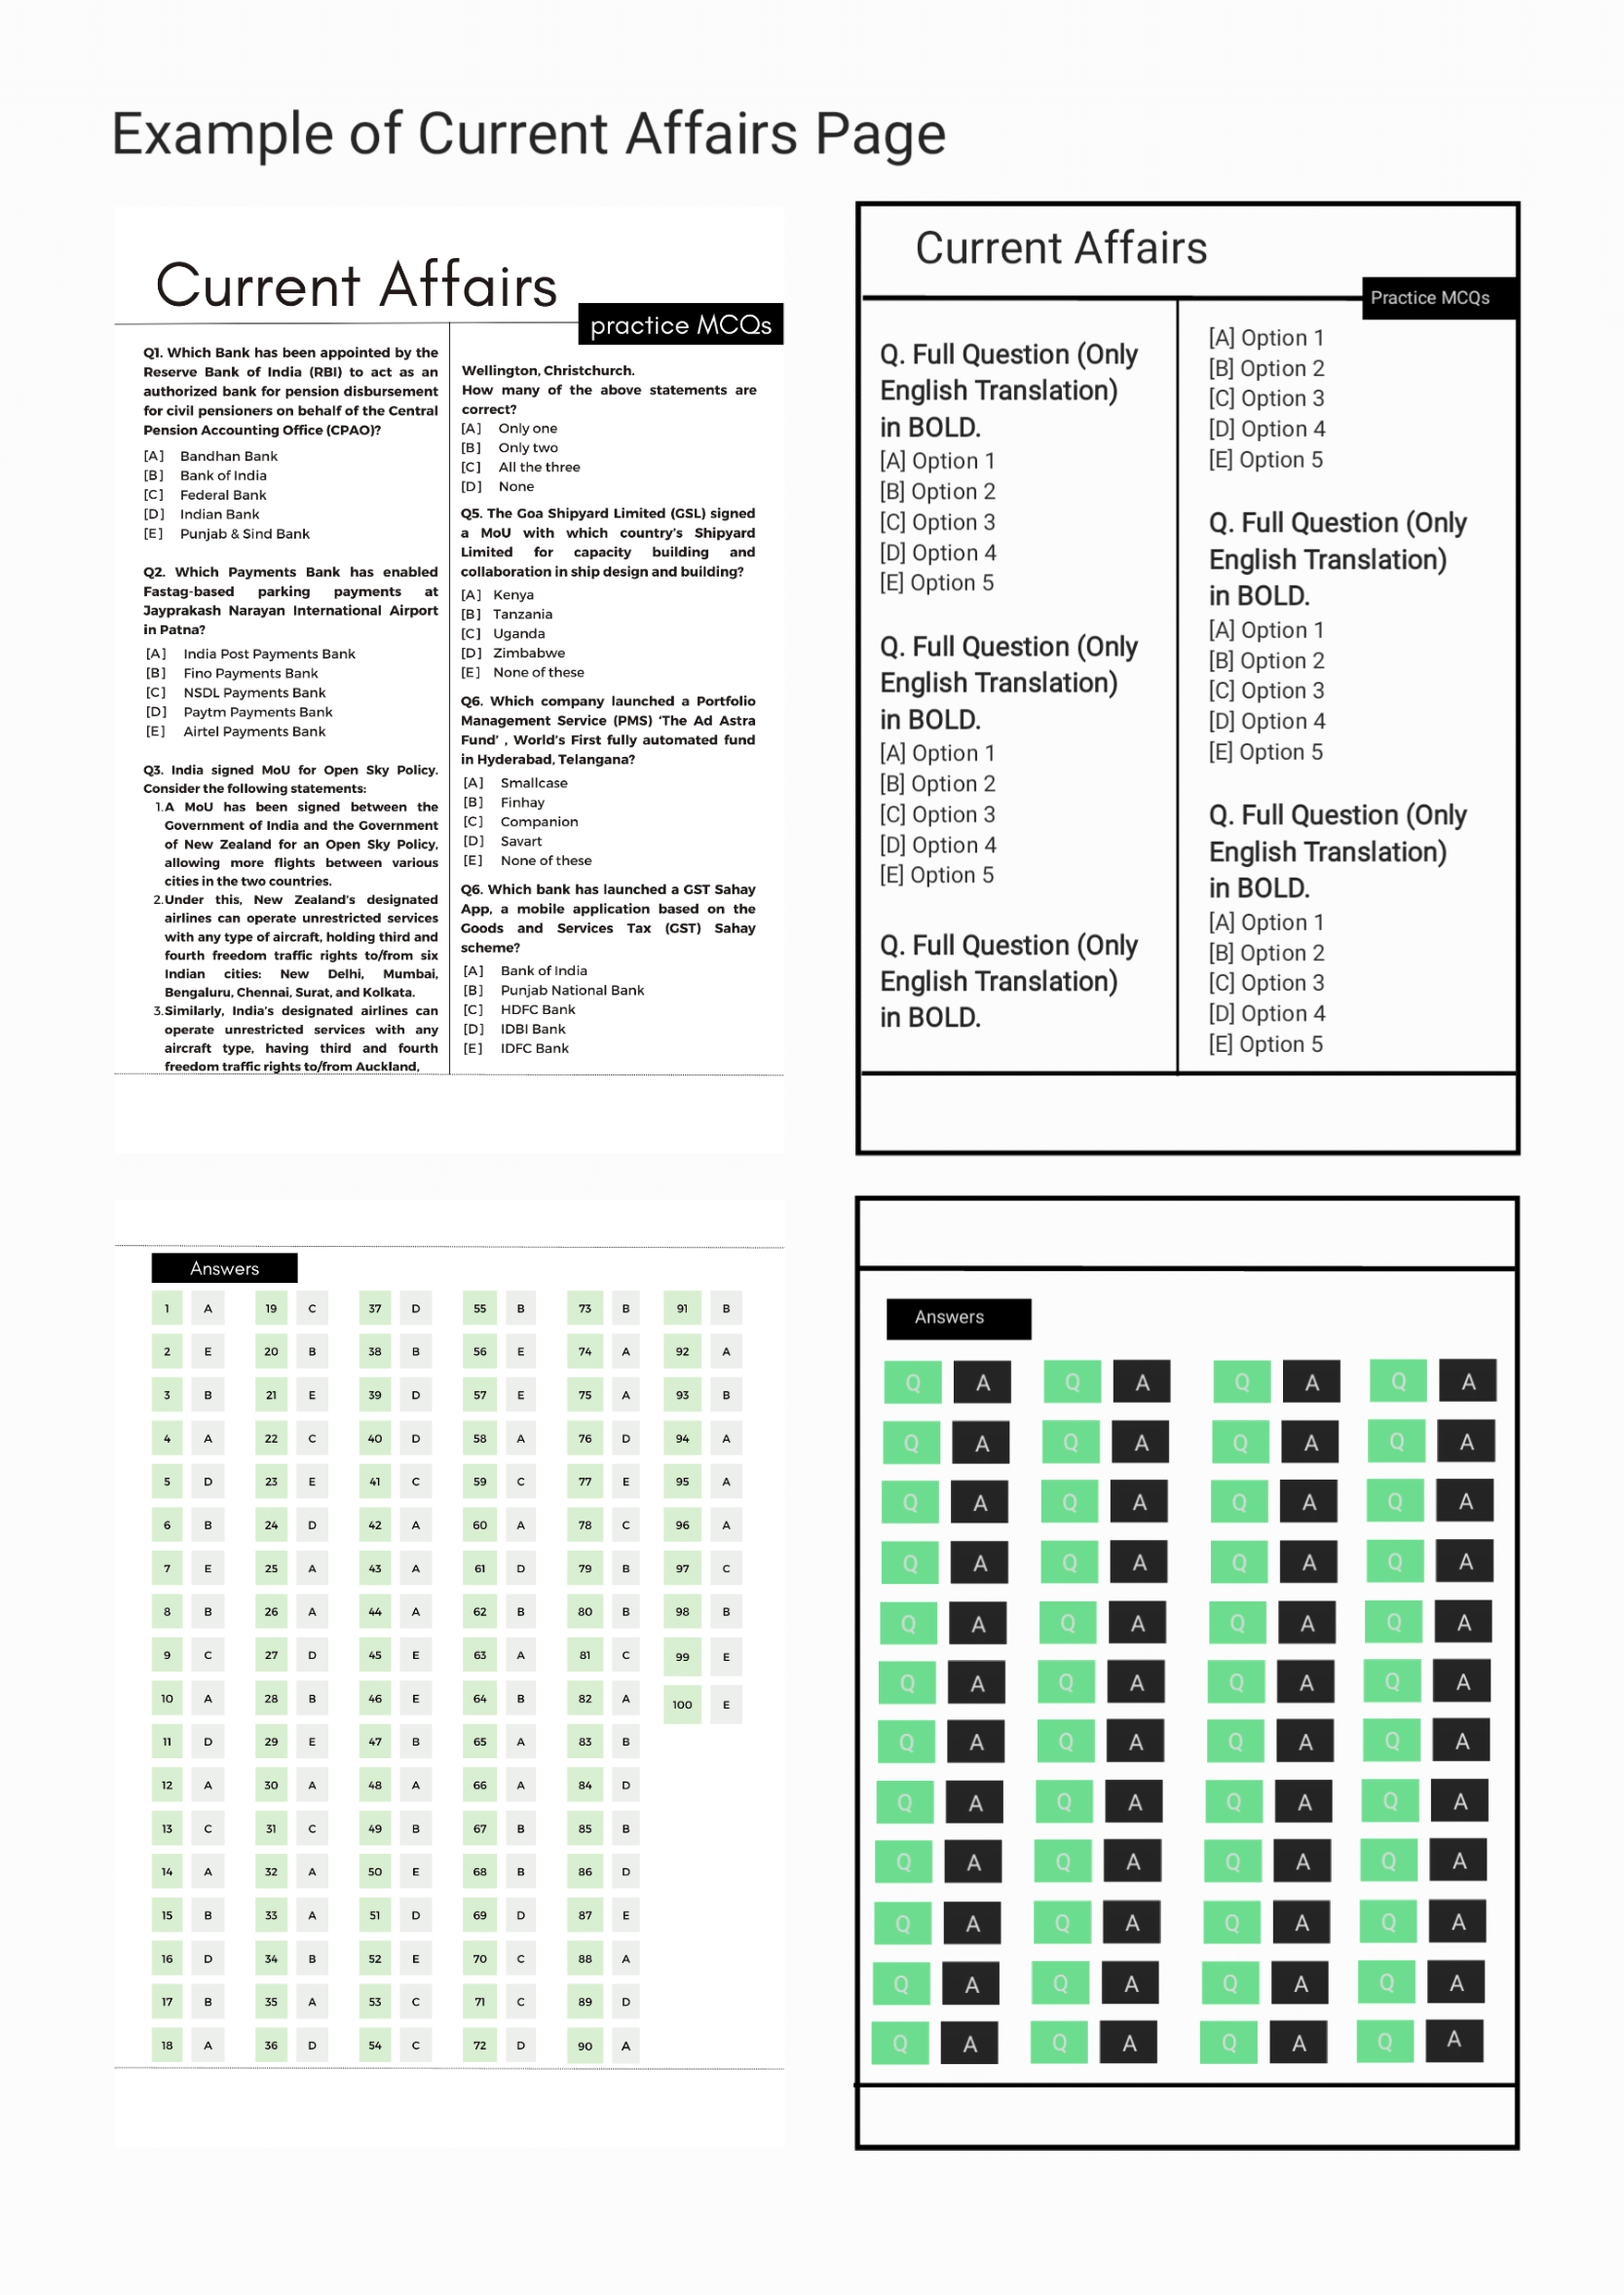 Example of Current Affairs Page
Current Affairs
practice MCQs
Q1. Which Bank has been appointed by the
Reserve Bank of India (RBI) to act as an
authorized bank for pension disbursement
for civil pensioners on behalf of the Central
Pension Accounting Office (CPAO)?
[A] Bandhan Bank
[B] Bank of India
[C] Federal Bank
[D] Indian Bank
[E] Punjab & Sind Bank
Q2. Which Payments Bank has enabled
Fastag-based parking payments at
Jayprakash Narayan International Airport
in Patna?
[A] India Post Payments Bank
[B] Fino Payments Bank
[C] NSDL Payments Bank
[D] Paytm Payments Bank
[E] Airtel Payments Bank
Q3. India signed MoU for Open Sky Policy.
Consider the following statements:
1.A MoU has been signed between the
Government of India and the Government
of New Zealand for an Open Sky Policy,
allowing more flights between various
cities in the two countries.
2.Under this, New Zealand's designated
airlines can operate unrestricted services
with any type of aircraft, holding third and
fourth freedom traffic rights to/from six
Indian cities: New Delhi, Mumbai,
Bengaluru, Chennai, Surat, and Kolkata.
3.Similarly, India's designated airlines can
operate unrestricted services with any
aircraft type, having third and fourth
freedom traffic rights to/from Auckland,
Wellington, Christchurch.
How many of the above statements are
correct?
[A] Only one
[B] Only two
[C] All the three
[D] None
Q5. The Goa Shipyard Limited (GSL) signed
a MoU with which country's Shipyard
Limited for capacity building and
collaboration in ship design and building?
[A] Kenya
[B] Tanzania
[C] Uganda
[D] Zimbabwe
[E] None of these
Q6. Which company launched a Portfolio
Management Service (PMS) 'The Ad Astra
Fund' , World's First fully automated fund
in Hyderabad, Telangana?
[A] Smallcase
[B] Finhay
[C] Companion
[D] Savart
[E] None of these
Q6. Which bank has launched a GST Sahay
App, a mobile application based on the
Goods and Services Tax (GST) Sahay
scheme?
[A] Bank of India
[B] Punjab National Bank
[C] HDFC Bank
[D] IDBI Bank
[E] IDFC Bank
Current Affairs
Practice MCQs
Q. Full Question (Only
English Translation)
in BOLD.
[A] Option 1
[B] Option 2
[C] Option 3
[D] Option 4
[E] Option 5
Q. Full Question (Only
English Translation)
in BOLD.
[A] Option 1
[B] Option 2
[C] Option 3
[D] Option 4
[E] Option 5
Q. Full Question (Only
English Translation)
in BOLD.
[A] Option 1
[B] Option 2
[C] Option 3
[D] Option 4
[E] Option 5
Q. Full Question (Only
English Translation)
in BOLD.
[A] Option 1
[B] Option 2
[C] Option 3
[D] Option 4
[E] Option 5
Q. Full Question (Only
English Translation)
in BOLD.
[A] Option 1
[B] Option 2
[C] Option 3
[D] Option 4
[E] Option 5
Answers
1 A 19 C 37 D 55 B 73 B 91 B
2 E 20 B 38 B 56 E 74 A 92 A
3 B 21 E 39 D 57 E 75 A 93 B
4 A 22 C 40 D 58 A 76 D 94 A
5 D 23 E 41 C 59 C 77 E 95 A
6 B 24 D 42 A 60 A 78 C 96 A
7 E 25 A 43 A 61 D 79 B 97 C
8 B 26 A 44 A 62 B 80 B 98 B
9 C 27 D 45 E 63 A 81 C 99 E
10 A 28 B 46 E 64 B 82 A 100 E
11 D 29 E 47 B 65 A 83 B
12 A 30 A 48 A 66 A 84 D
13 C 31 C 49 B 67 B 85 B
14 A 32 A 50 E 68 B 86 D
15 B 33 A 51 D 69 D 87 E
16 D 34 B 52 E 70 C 88 A
17 B 35 A 53 C 71 C 89 D
18 A 36 D 54 C 72 D 90 A
Answers
Q A Q A Q A Q A
Q A Q A Q A Q A
Q A Q A Q A Q A
Q A Q A Q A Q A
Q A Q A Q A Q A
Q A Q A Q A Q A
Q A Q A Q A Q A
Q A Q A Q A Q A
Q A Q A Q A Q A
Q A Q A Q A Q A
Q A Q A Q A Q A
Q A Q A Q A Q A